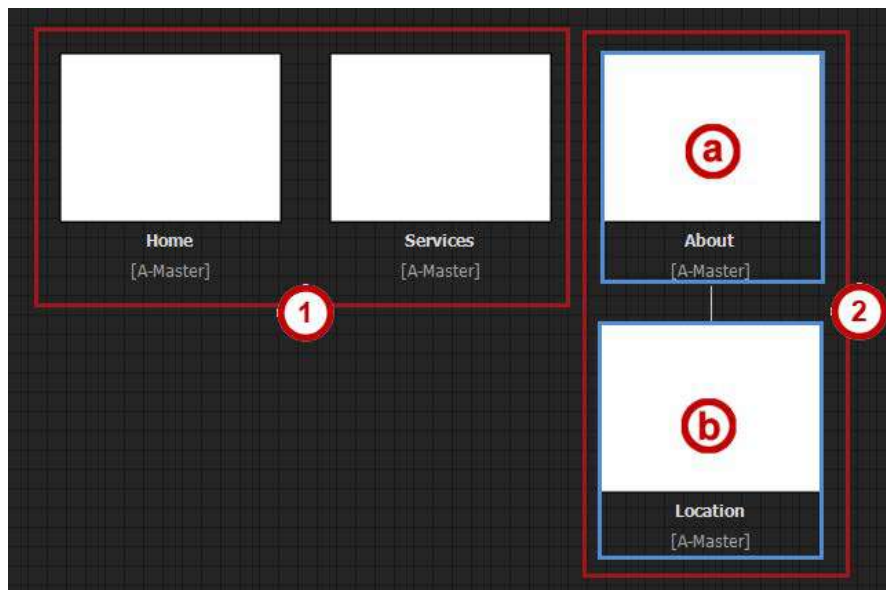 Home
[A-Master]
Services
[A-Master]
1
a
About
[A-Master]
2
b
Location
[A-Master]